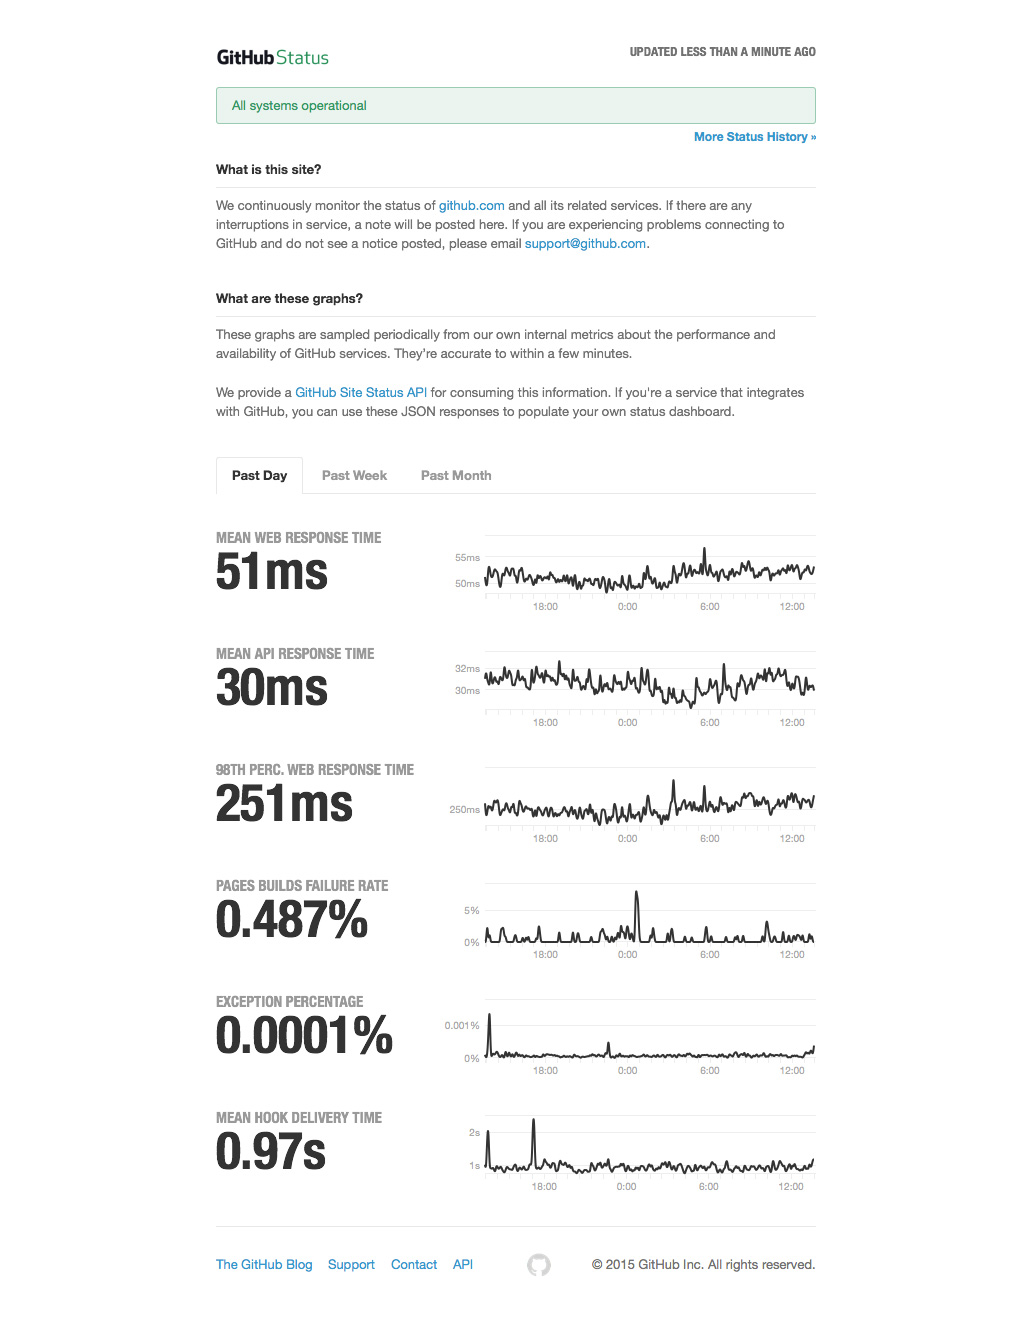 GitHub Status
UPDATED LESS THAN A MINUTE AGO
All systems operational
More Status History »
What is this site?
We continuously monitor the status of github.com and all its related services. If there are any
interruptions in service, a note will be posted here. If you are experiencing problems connecting to
GitHub and do not see a notice posted, please email support@github.com.
What are these graphs?
These graphs are sampled periodically from our own internal metrics about the performance and
availability of GitHub services. They're accurate to within a few minutes.
We provide a GitHub Site Status API for consuming this information. If you're a service that integrates
with GitHub, you can use these JSON responses to populate your own status dashboard.
Past Day Past Week Past Month
MEAN WEB RESPONSE TIME
51ms
55ms
50ms
18:00 0:00 6:00 12:00
MEAN API RESPONSE TIME
30ms
32ms
30ms
18:00 0:00 6:00 12:00
98TH PERC. WEB RESPONSE TIME
251ms
250ms
18:00 0:00 6:00 12:00
PAGES BUILDS FAILURE RATE
0.487%
5%
0%
18:00 0:00 6:00 12:00
EXCEPTION PERCENTAGE
0.0001%
0.001%
0%
18:00 0:00 6:00 12:00
MEAN HOOK DELIVERY TIME
0.97s
2s
1s
18:00 0:00 6:00 12:00
The GitHub Blog Support Contact API © 2015 GitHub Inc. All rights reserved.